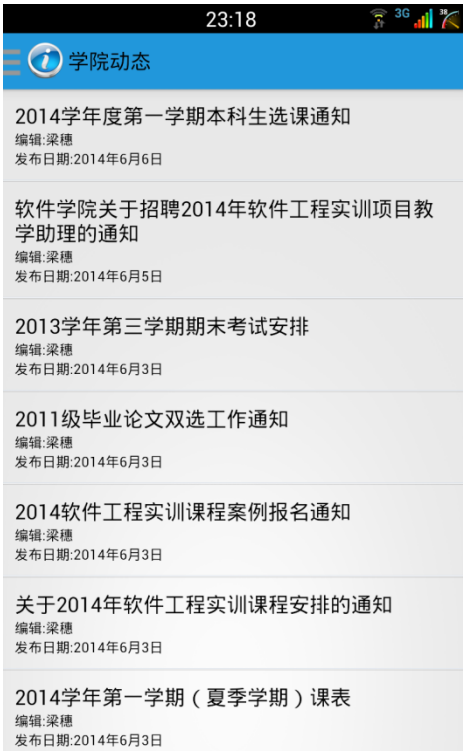 23:18
3G
38
学院动态
2014学年度第一学期本科生选课通知
编辑:梁穗
发布日期:2014年6月6日
软件学院关于招聘2014年软件工程实训项目教
学助理的通知
编辑:梁穗
发布日期:2014年6月5日
2013学年第三学期期末考试安排
编辑:梁穗
发布日期:2014年6月3日
2011级毕业论文双选工作通知
编辑:梁穗
发布日期:2014年6月3日
2014软件工程实训课程案例报名通知
编辑:梁穗
发布日期:2014年6月3日
关于2014年软件工程实训课程安排的通知
编辑:梁穗
发布日期:2014年6月3日
2014学年第一学期（夏季学期）课表
编辑:梁穗
发布日期:2014年6月3日